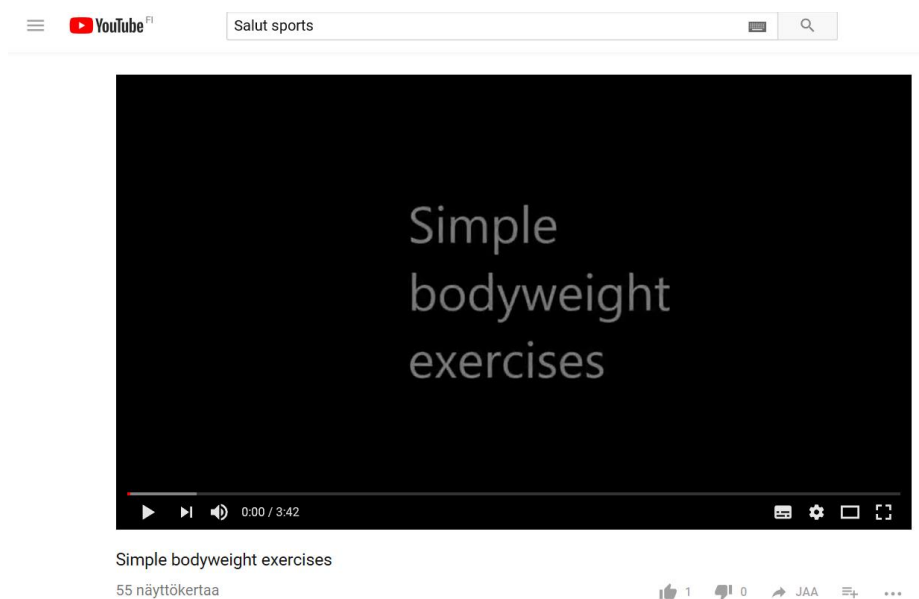 YouTube FI
Salut sports
Simple
bodyweight
exercises
0:00 / 3:42
Simple bodyweight exercises
55 näyttökertaa
1 0 JAA